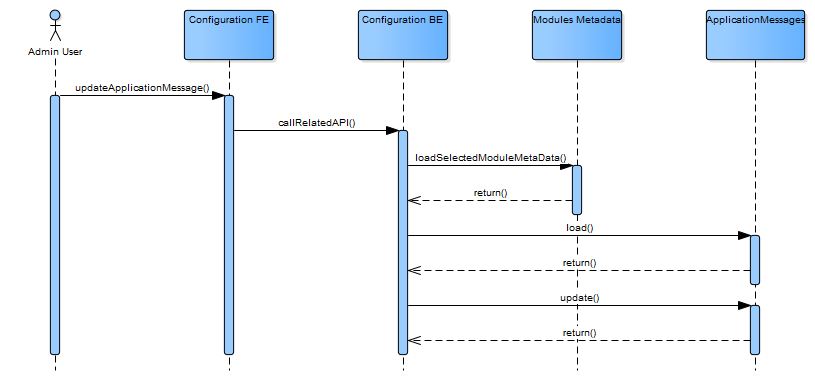 Configuration FE
Configuration BE
Modules Metadata
ApplicationMessages
Admin User
updateApplicationMessage()
callRelatedAPI()
loadSelectedModuleMetaData()
return()
load()
return()
update()
return()